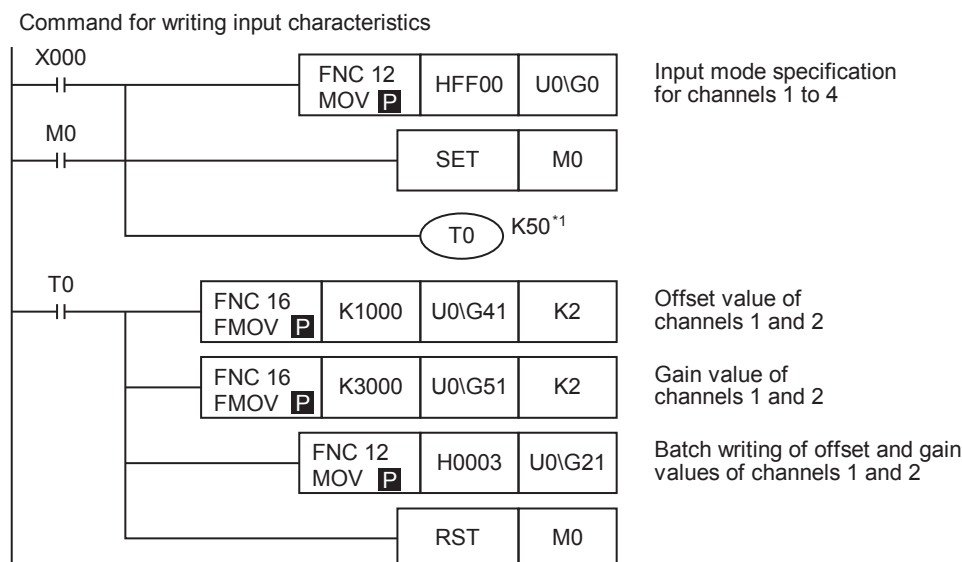 Command for writing input characteristics
X000
FNC 12
MOV P
HFF00
U0\G0
Input mode specification
for channels 1 to 4
M0
SET
M0
T0
K50*1
T0
FNC 16
FMOV P
K1000
U0\G41
K2
Offset value of
channels 1 and 2
FNC 16
FMOV P
K3000
U0\G51
K2
Gain value of
channels 1 and 2
FNC 12
MOV P
H0003
U0\G21
Batch writing of offset and gain
values of channels 1 and 2
RST
M0